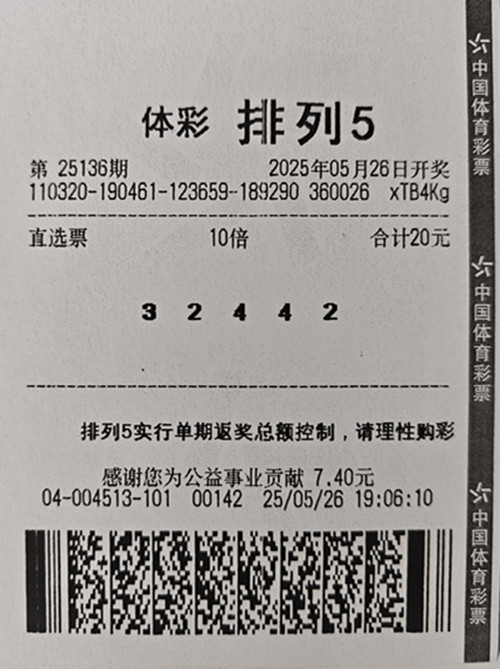 体彩 排列5
第 25136期 2025年05月26日开奖
110320-190461-123659-189290 360026 xTB4Kg
直选票 10倍 合计20元
3 2 4 4 2
排列5实行单期返奖总额控制，请理性购彩
感谢您为公益事业贡献 7.40元
04-004513-101 00142 25/05/26 19:06:10
中国体育彩票
中国体育彩票
中国体育彩票